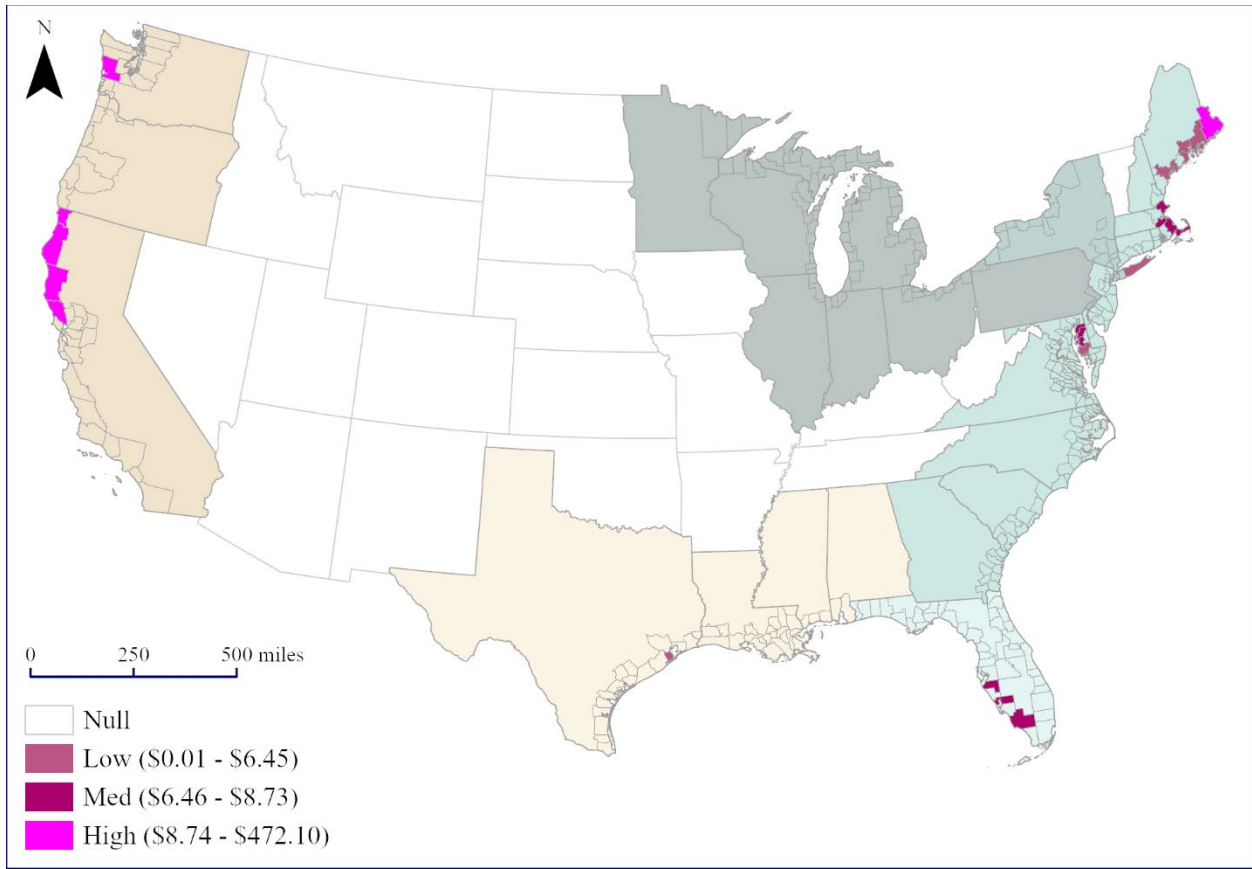 N
0 250 500 miles
Null
Low ($0.01 - $6.45)
Med ($6.46 - $8.73)
High ($8.74 - $472.10)